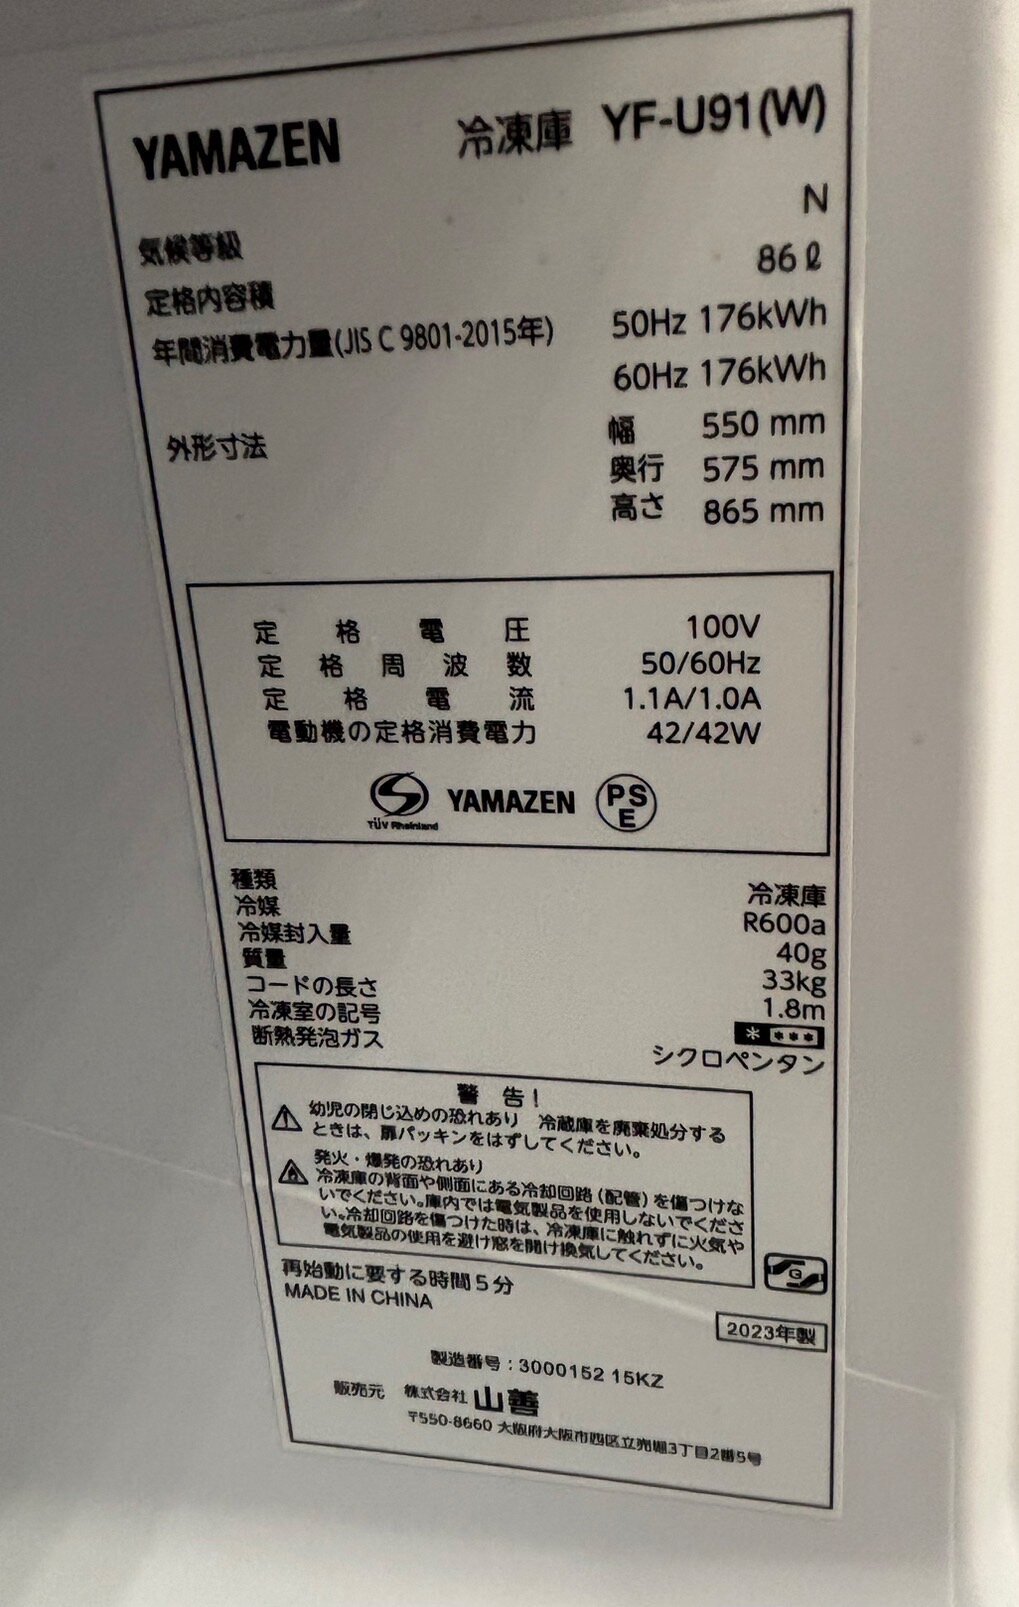 YAMAZEN 冷凍庫 YF-U91(W)
気候等級 N
定格内容積 86ℓ
年間消費電力量(JIS C 9801-2015年) 50Hz 176kWh
60Hz 176kWh
外形寸法 幅 550 mm
奥行 575 mm
高さ 865 mm
定格電圧 100V
定格周波数 50/60Hz
定格電流 1.1A/1.0A
電動機の定格消費電力 42/42W
TÜV Rheinland YAMAZEN PSE
種類 冷凍庫
冷媒 R600a
冷媒封入量 40g
質量 33kg
コードの長さ 1.8m
冷凍室の記号 * ***
断熱発泡ガス シクロペンタン
警告!
幼児の閉じ込めの恐れあり 冷蔵庫を廃棄処分する
ときは、扉パッキンをはずしてください。
発火・爆発の恐れあり
冷凍庫の背面や側面にある冷却回路(配管)を傷つけな
いでください。庫内では電気製品を使用しないでくださ
い。冷却回路を傷つけた時は、冷凍庫に触れずに火気や
電気製品の使用を避け窓を開け換気してください。
G
再始動に要する時間5分
MADE IN CHINA
2023年製
製造番号:3000152 15KZ
販売元 株式会社 山善
〒550-8660 大阪府大阪市西区立売堀3丁目2番5号